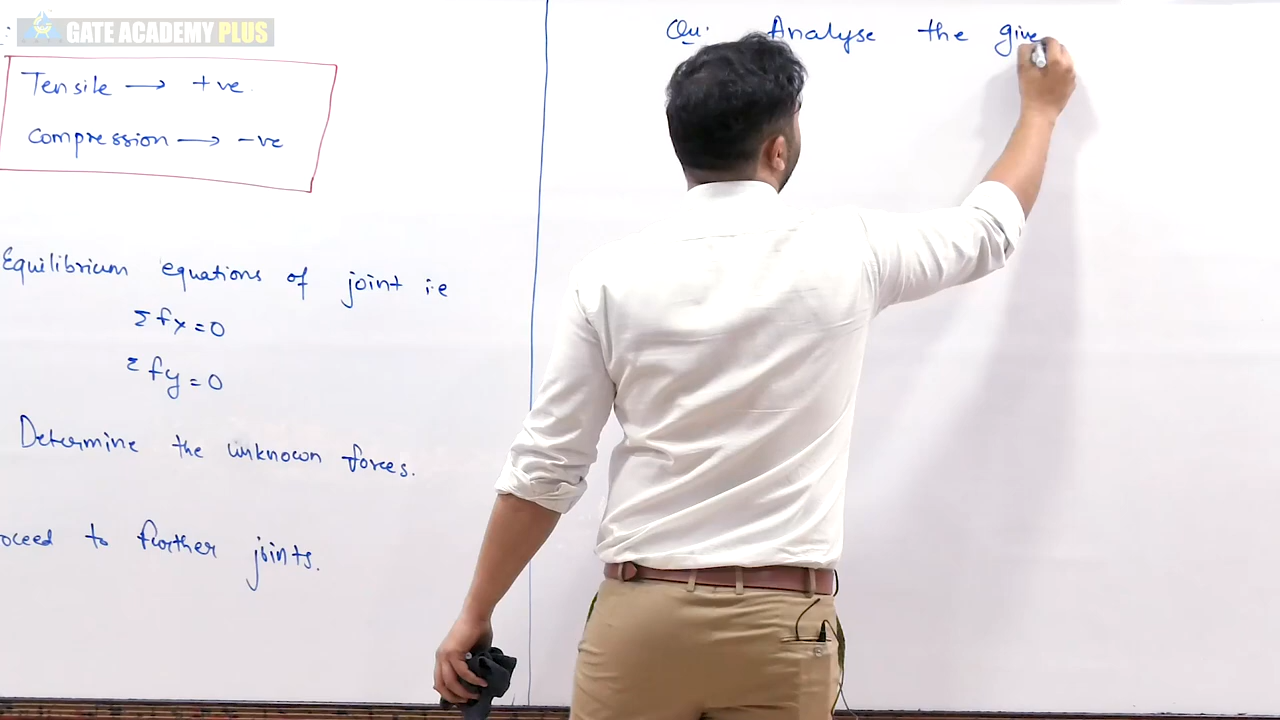 GATE ACADEMY PLUS
Tensile → +ve
Compression → -ve
Equilibrium equations of joint i.e
Σfx=0
Σfy=0
Determine the unknown forces.
oceed to further joints.
Qu: Analyse the give